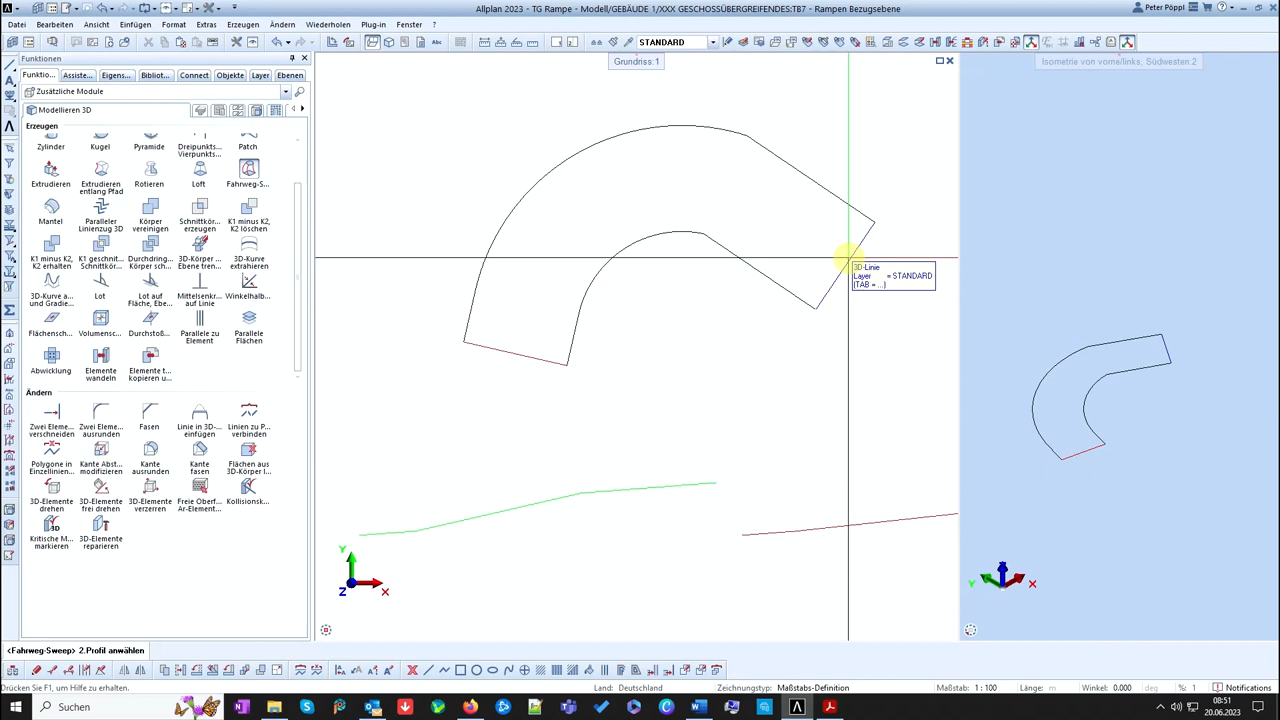 Allplan 2023 - TG Rampe - Modell/GEBÄUDE 1/XXX GESCHOSSÜBERGREIFENDES:TB7 - Rampen Bezugsebene
Peter Pöppl
Datei
Bearbeiten
Ansicht
Einfügen
Format
Extras
Erzeugen
Ändern
Wiederholen
Plug-in
Fenster
?
STANDARD
Funktionen
Funktio...
Assiste...
Eigens...
Bibliot...
Connect
Objekte
Layer
Ebenen
Zusätzliche Module
Modellieren 3D
Erzeugen
Zylinder
Kugel
Pyramide
Dreipunkts...
Vierpunkts...
Patch
Extrudieren
Extrudieren
entlang Pfad
Rotieren
Loft
Fahrweg-S...
Mantel
Paralleler
Linienzug 3D
Körper
vereinigen
Schnittkör...
erzeugen
K1 minus K2,
K2 löschen
K1 minus K2,
K2 erhalten
K1 geschnit...
Schnittkör...
Durchdring...
Körper sch...
3D-Körper ...
Ebene tren...
3D-Kurve
extrahieren
3D-Kurve a...
und Gradie...
Lot
Lot auf
Fläche, Ebe...
Mittelsenkr...
auf Linie
Winkelhalb...
Flächensch...
Volumensc...
Durchstoß...
Parallele zu
Element
Parallele
Flächen
Abwicklung
Elemente
wandeln
Elemente t...
kopieren u...
Ändern
Zwei Eleme...
verschneiden
Zwei Eleme...
ausrunden
Fasen
Linie in 3D-...
einfügen
Linien zu P...
verbinden
Polygone in
Einzellinien...
Kante Abst...
modifizieren
Kante
ausrunden
Kante
fasen
Flächen aus
3D-Körper l...
3D-Elemente
drehen
3D-Elemente
frei drehen
3D-Elemente
verzerren
Freie Oberf...
Ar-Element...
Kollisionsk...
Kritische M...
markieren
3D-Elemente
reparieren
Grundriss:1
Isometrie von vorne/links, Südwesten:2
3D-Linie
Layer = STANDARD
(TAB = ...)
Y
Z
X
Y
X
<Fahrweg-Sweep> 2.Profil anwählen
Drücken Sie F1, um Hilfe zu erhalten.
Land:
Deutschland
Zeichnungstyp:
Maßstabs-Definition
Maßstab:
1 : 100
Länge:
m
Winkel:
0.000
deg
%: 1
Notifications
Suchen
08:51
20.06.2023